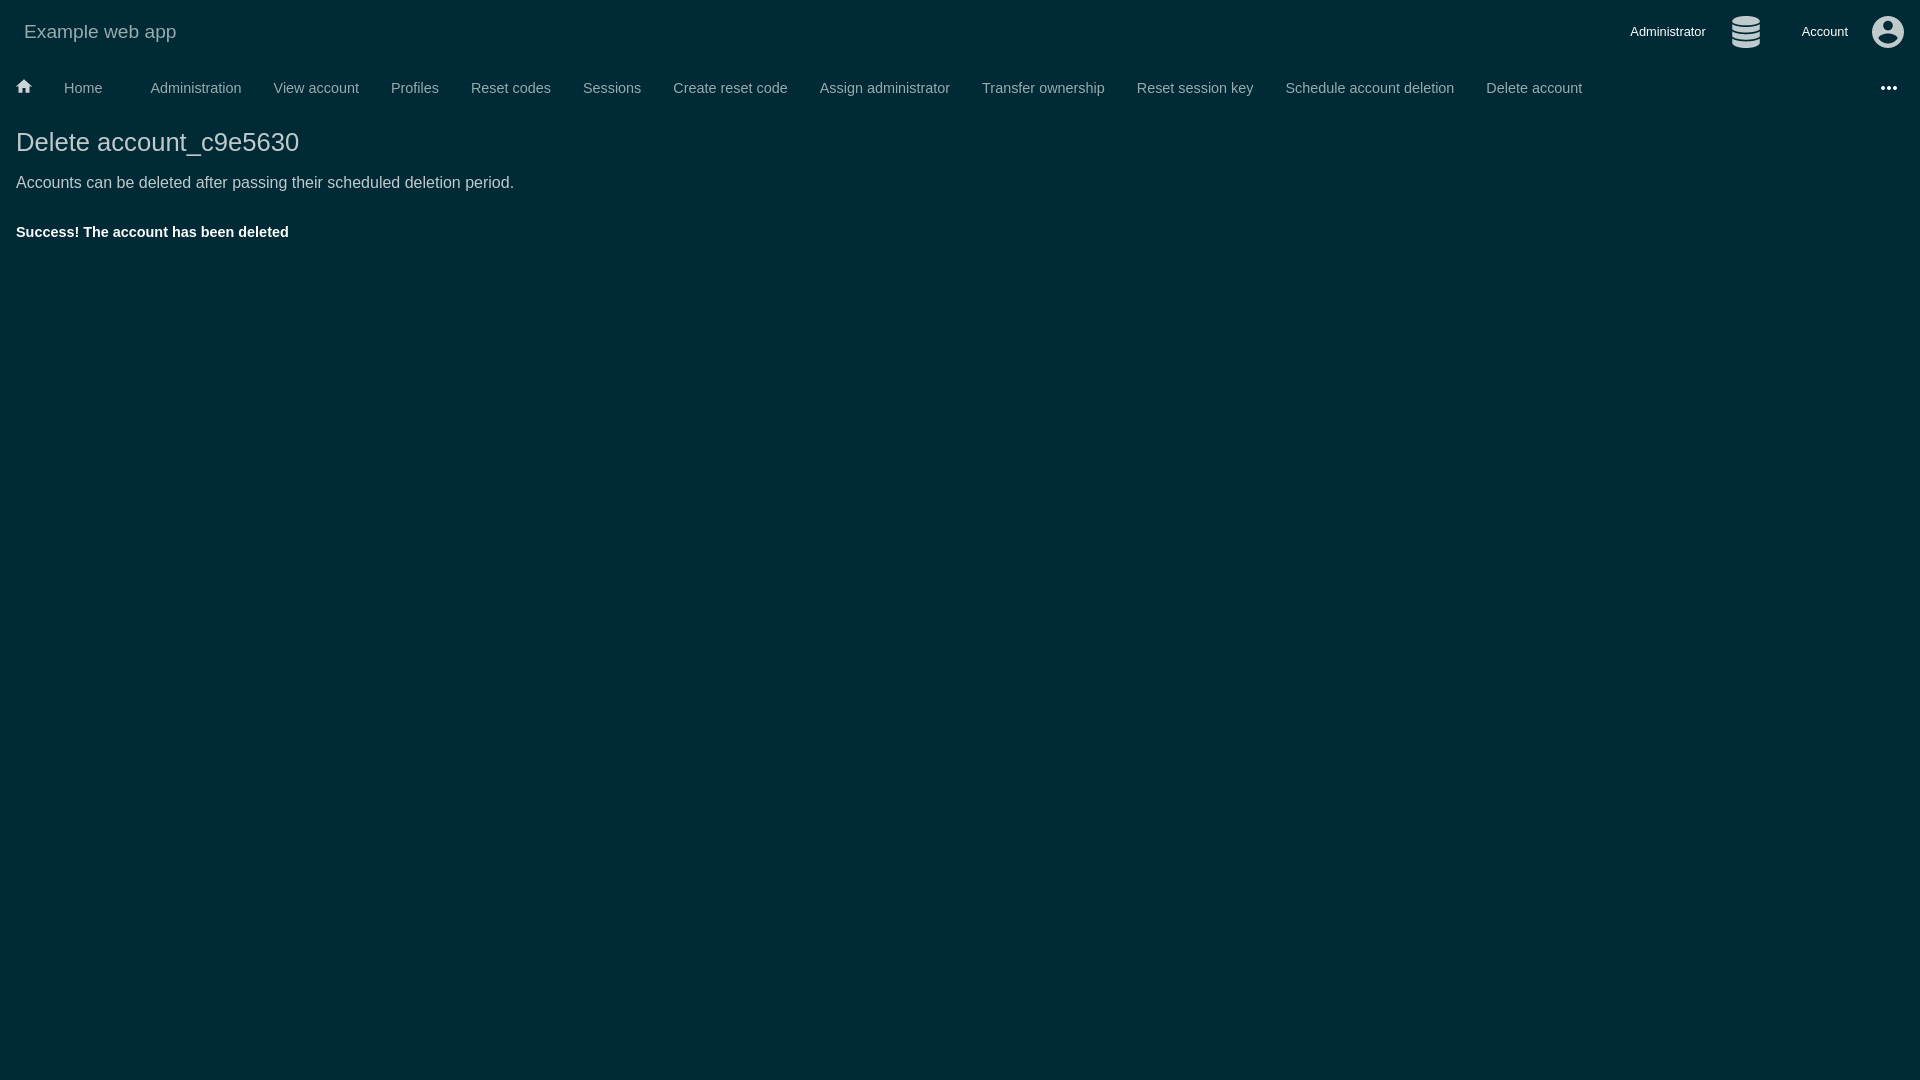 Example web app
Administrator
Account
Home
Administration
View account
Profiles
Reset codes
Sessions
Create reset code
Assign administrator
Transfer ownership
Reset session key
Schedule account deletion
Delete account
Delete account_c9e5630
Accounts can be deleted after passing their scheduled deletion period.
Success! The account has been deleted